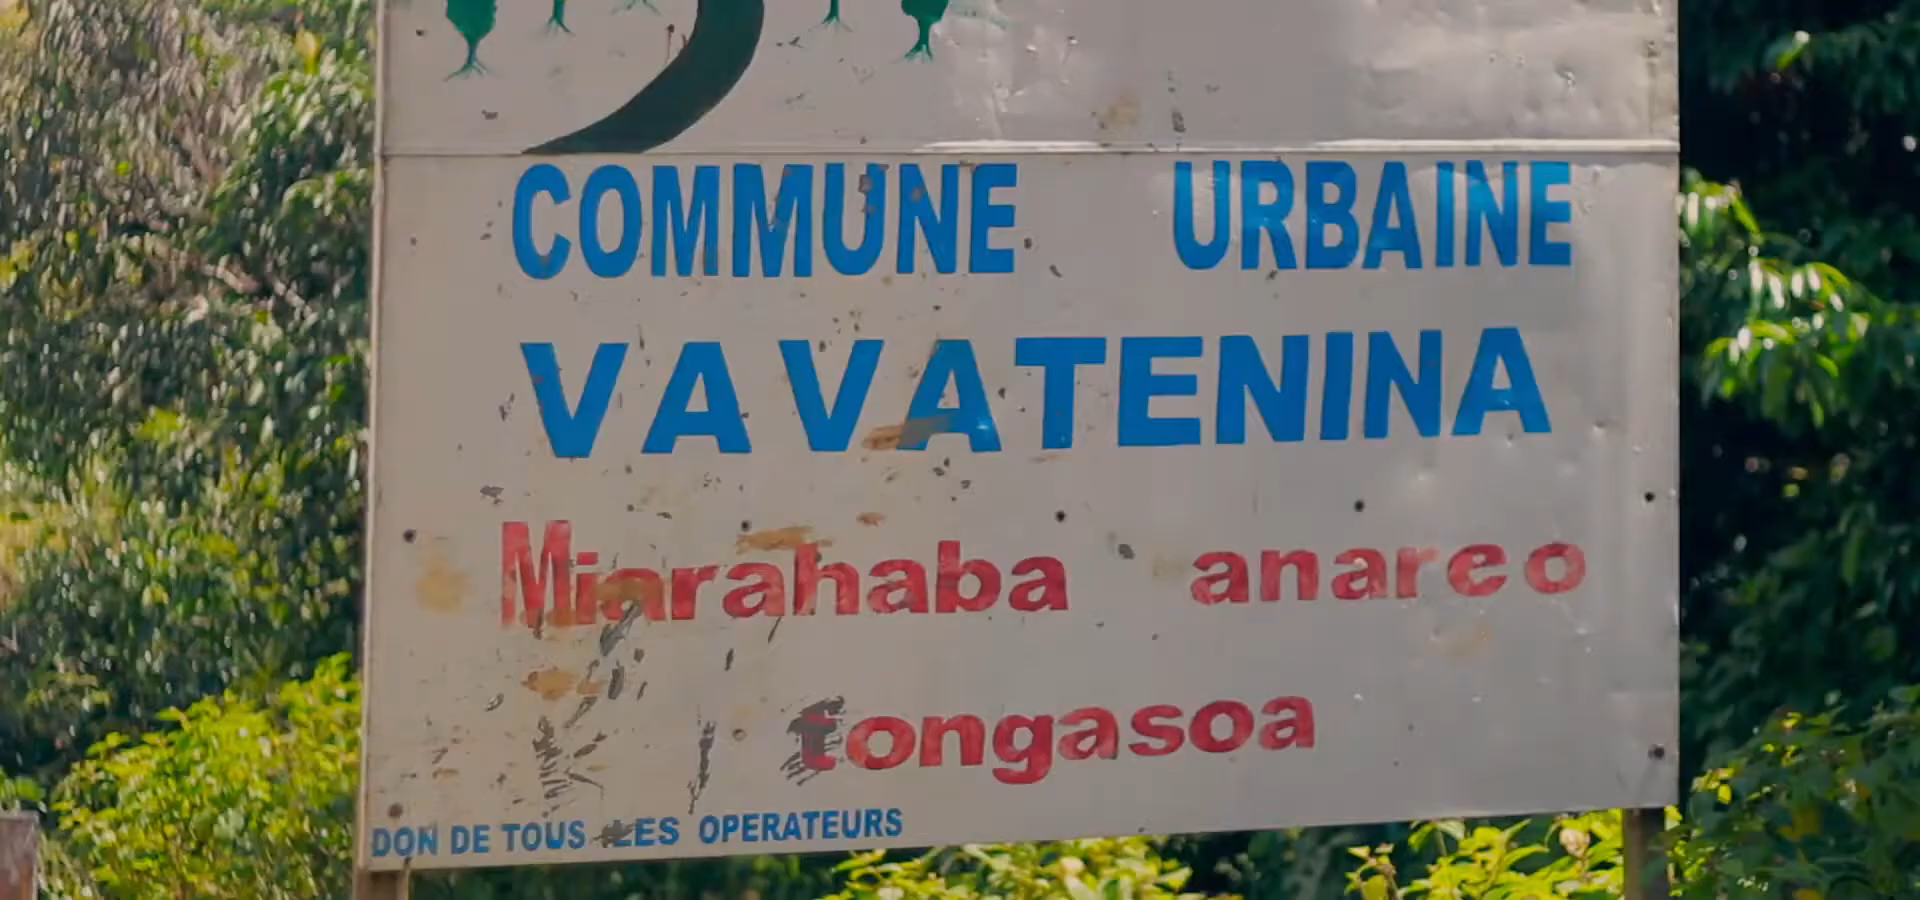 COMMUNE URBAINE
VAVATENINA
Miarahaba anareo
tongasoa
DON DE TOUS LES OPERATEURS